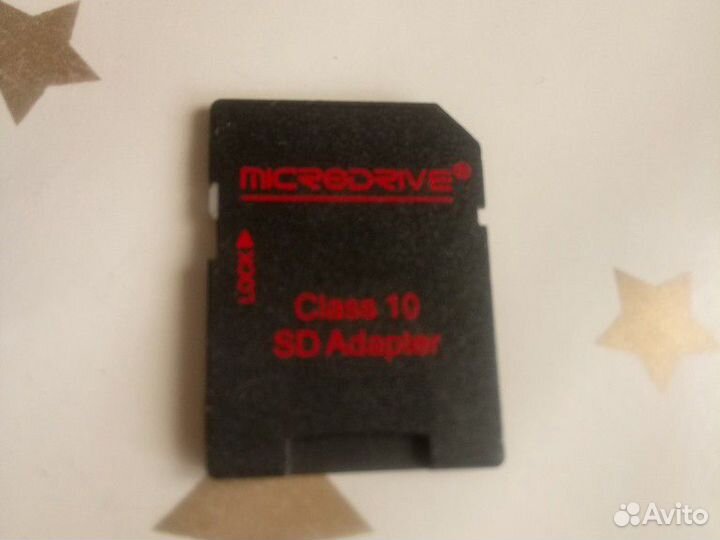 MICRODRIVE®
LOCK
Class 10
SD Adapter
Avito